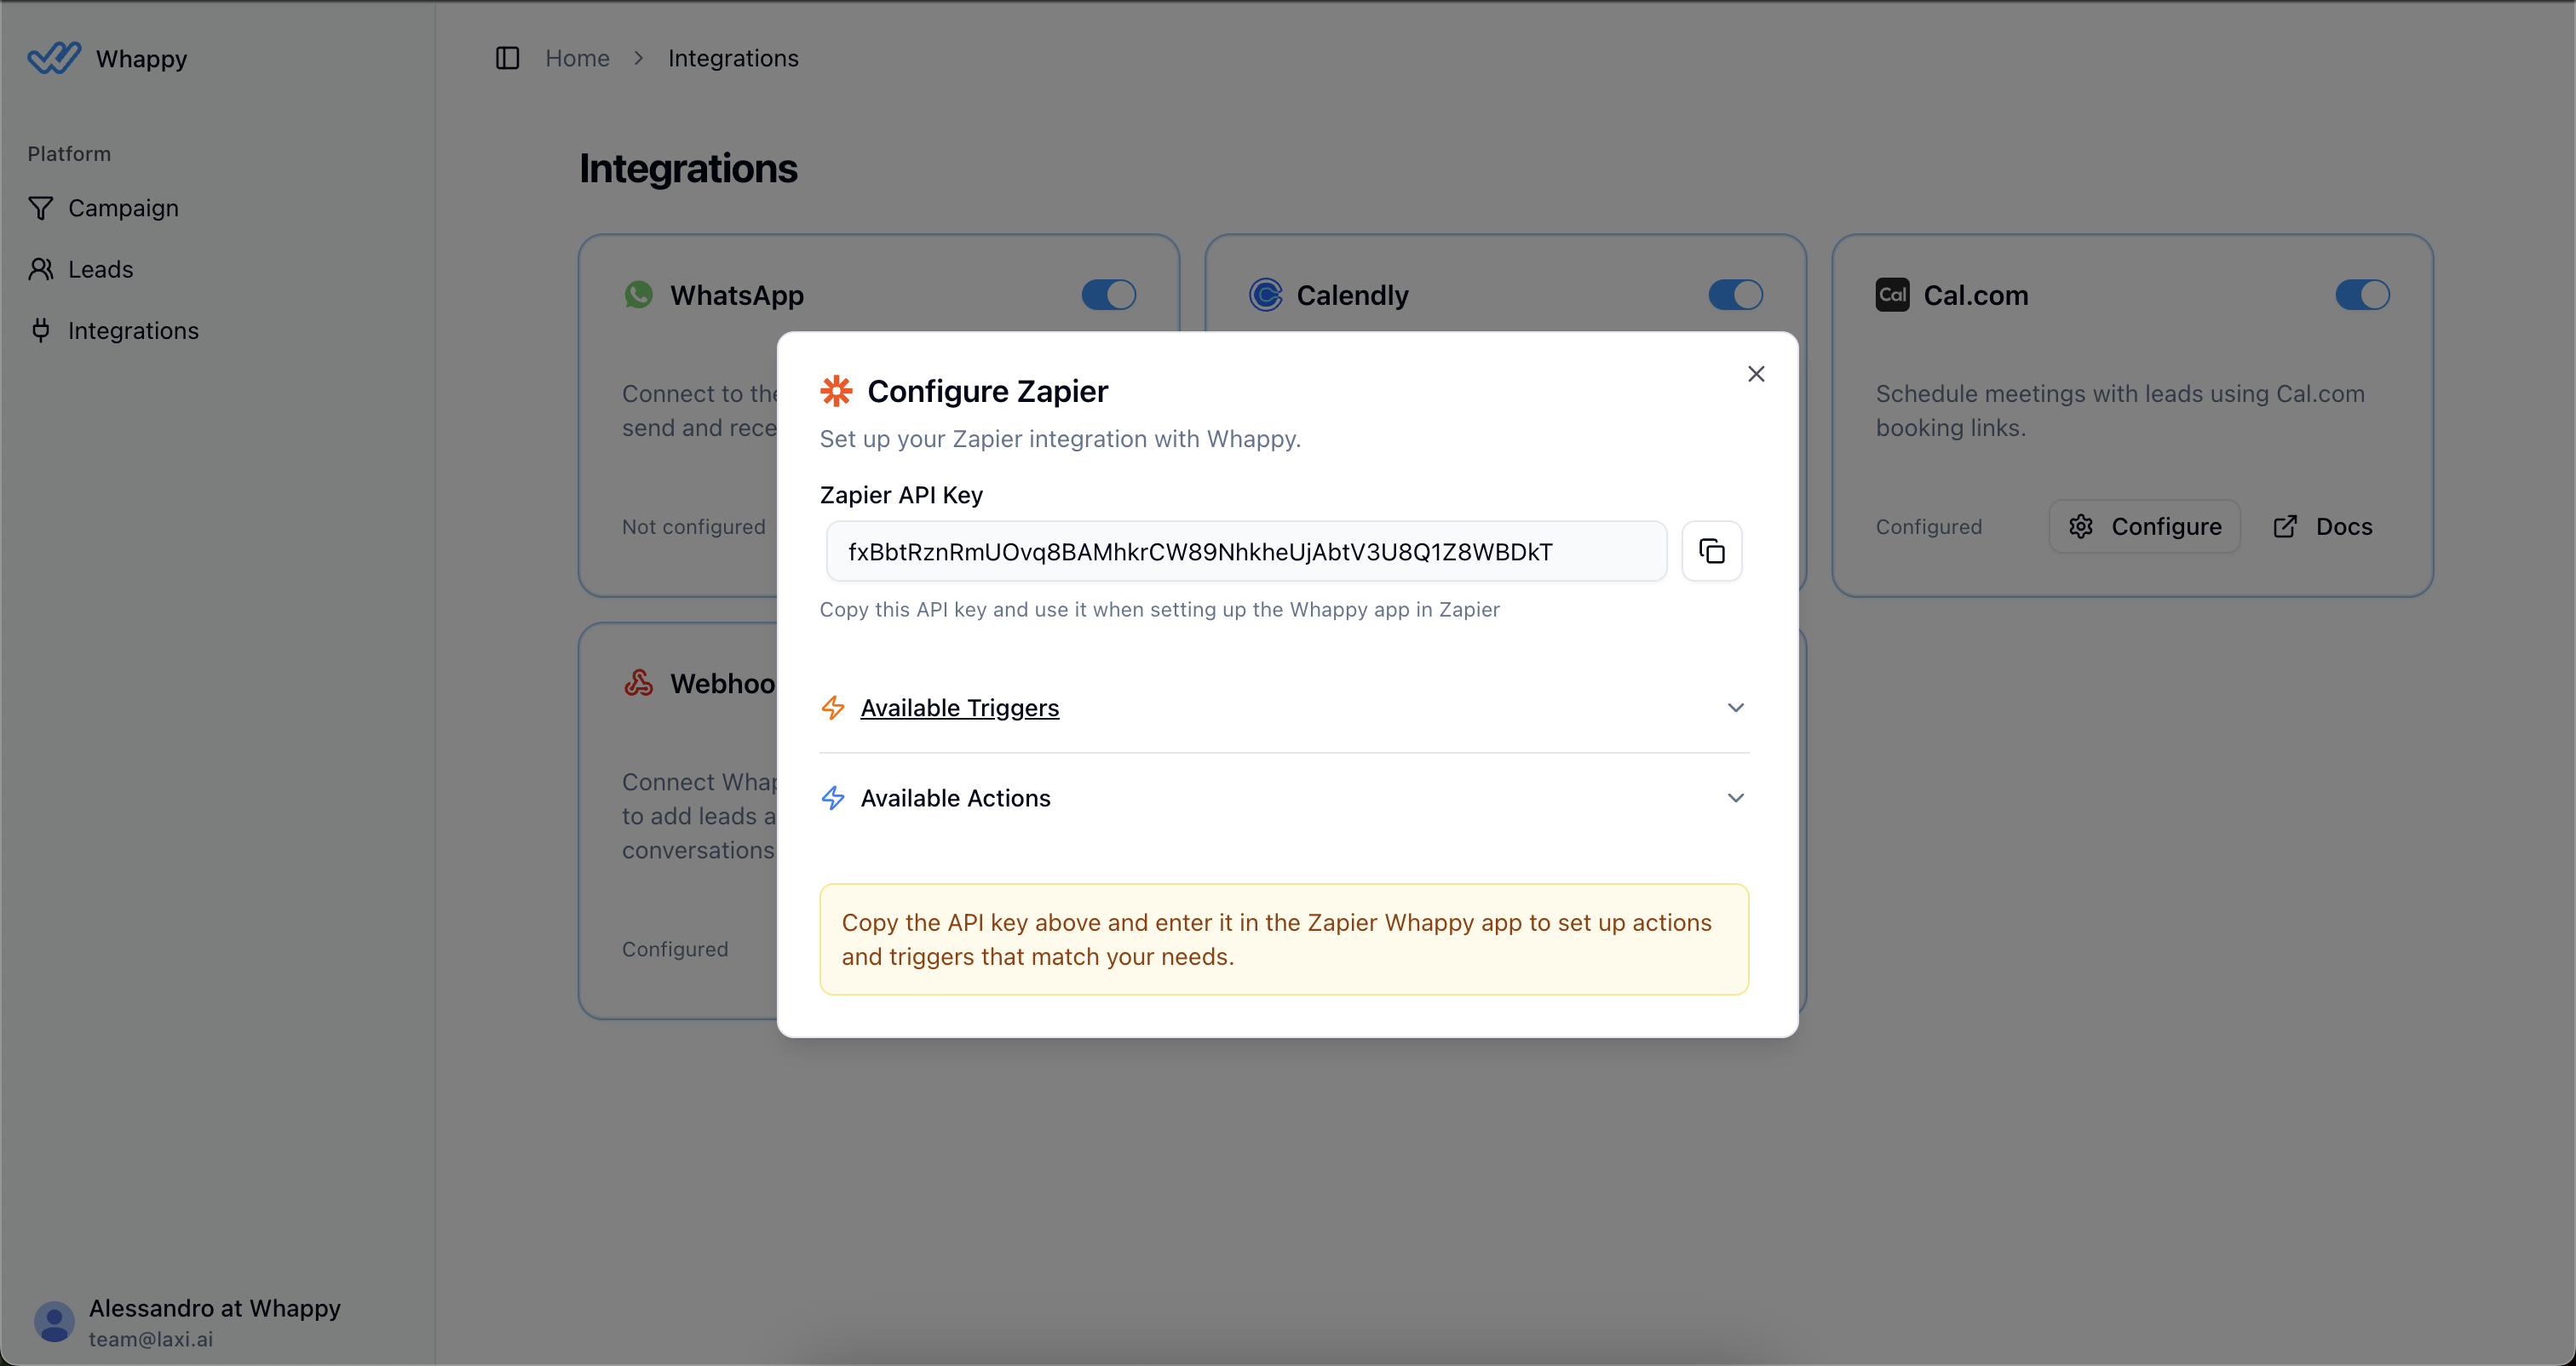 Whappy
Home > Integrations
Platform
Campaign
Leads
Integrations
Integrations
WhatsApp
Connect to the
send and rece
Not configured
Calendly
Cal
Cal.com
Schedule meetings with leads using Cal.com
booking links.
Configured
Configure
Docs
Webhoo
Connect Whap
to add leads a
conversations
Configured
Configure Zapier
Set up your Zapier integration with Whappy.
Zapier API Key
fxBbtRznRmUOvq8BAMhkrCW89NhkheUjAbtV3U8Q1Z8WBDkT
Copy this API key and use it when setting up the Whappy app in Zapier
Available Triggers
Available Actions
Copy the API key above and enter it in the Zapier Whappy app to set up actions
and triggers that match your needs.
Alessandro at Whappy
team@laxi.ai